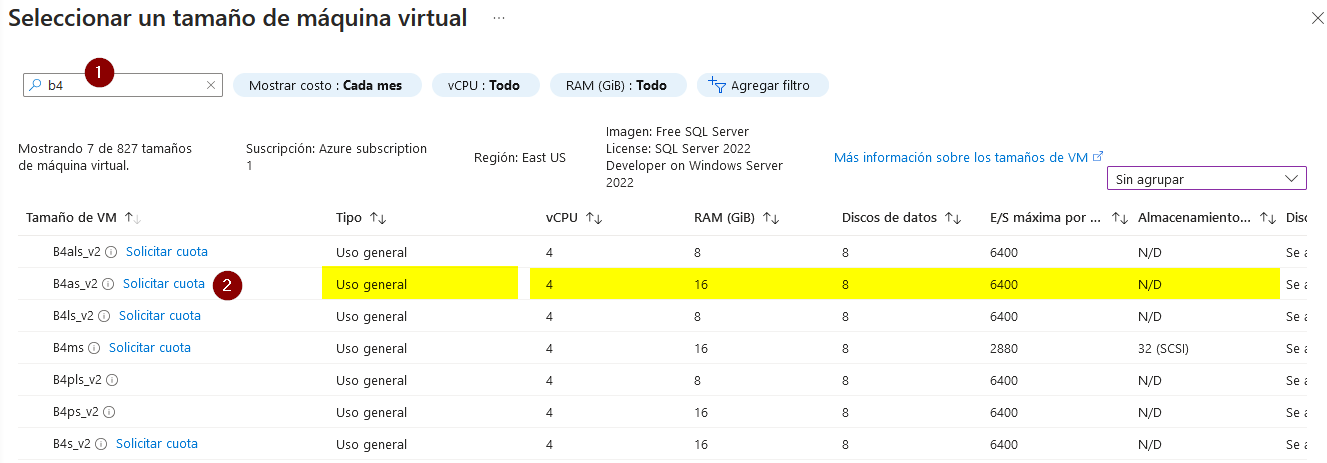 Seleccionar un tamaño de máquina virtual ...
1
b4
Mostrar costo : Cada mes
vCPU : Todo
RAM (GiB) : Todo
Agregar filtro
Mostrando 7 de 827 tamaños
de máquina virtual.
Suscripción: Azure subscription
1
Región: East US
Imagen: Free SQL Server
License: SQL Server 2022
Developer on Windows Server
2022
Más información sobre los tamaños de VM
Sin agrupar
Tamaño de VM Tipo vCPU RAM (GiB) Discos de datos E/S máxima por ... Almacenamiento... Disc
B4als_v2 Solicitar cuota Uso general 4 8 8 6400 N/D Se a
B4as_v2 Solicitar cuota 2 Uso general 4 16 8 6400 N/D Se a
B4ls_v2 Solicitar cuota Uso general 4 8 8 6400 N/D Se a
B4ms Solicitar cuota Uso general 4 16 8 2880 32 (SCSI) Se a
B4pls_v2 Uso general 4 8 8 6400 N/D Se a
B4ps_v2 Uso general 4 16 8 6400 N/D Se a
B4s_v2 Solicitar cuota Uso general 4 16 8 6400 N/D Se a